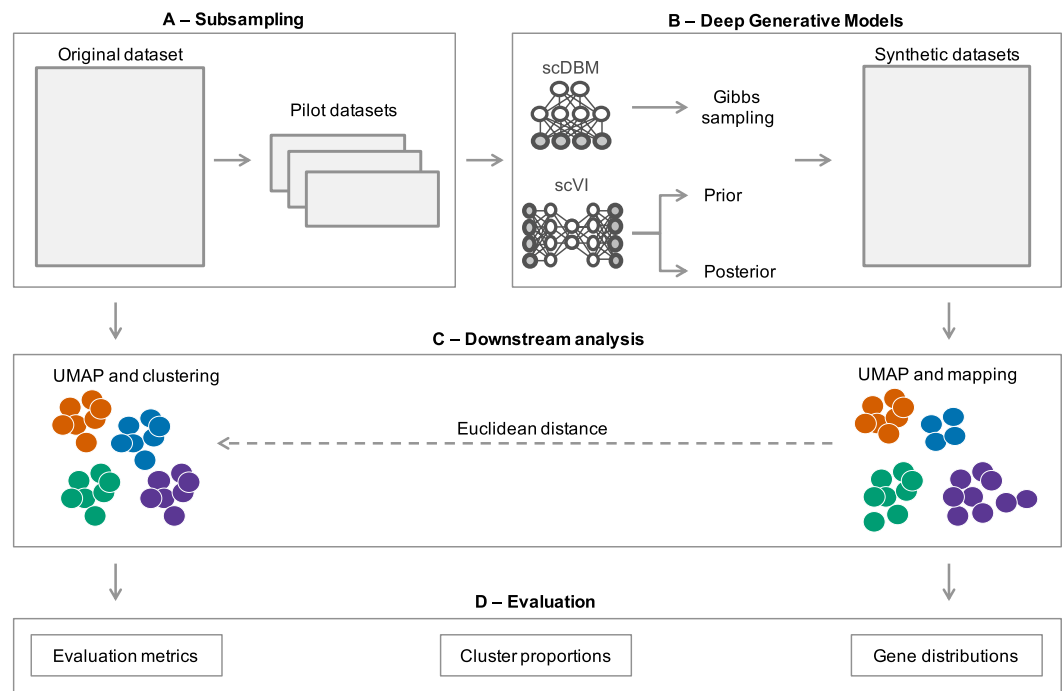 A – Subsampling
Original dataset
Pilot datasets
B – Deep Generative Models
scDBM
Gibbs
sampling
scVI
Prior
Posterior
Synthetic datasets
C – Downstream analysis
UMAP and clustering
Euclidean distance
UMAP and mapping
D – Evaluation
Evaluation metrics
Cluster proportions
Gene distributions